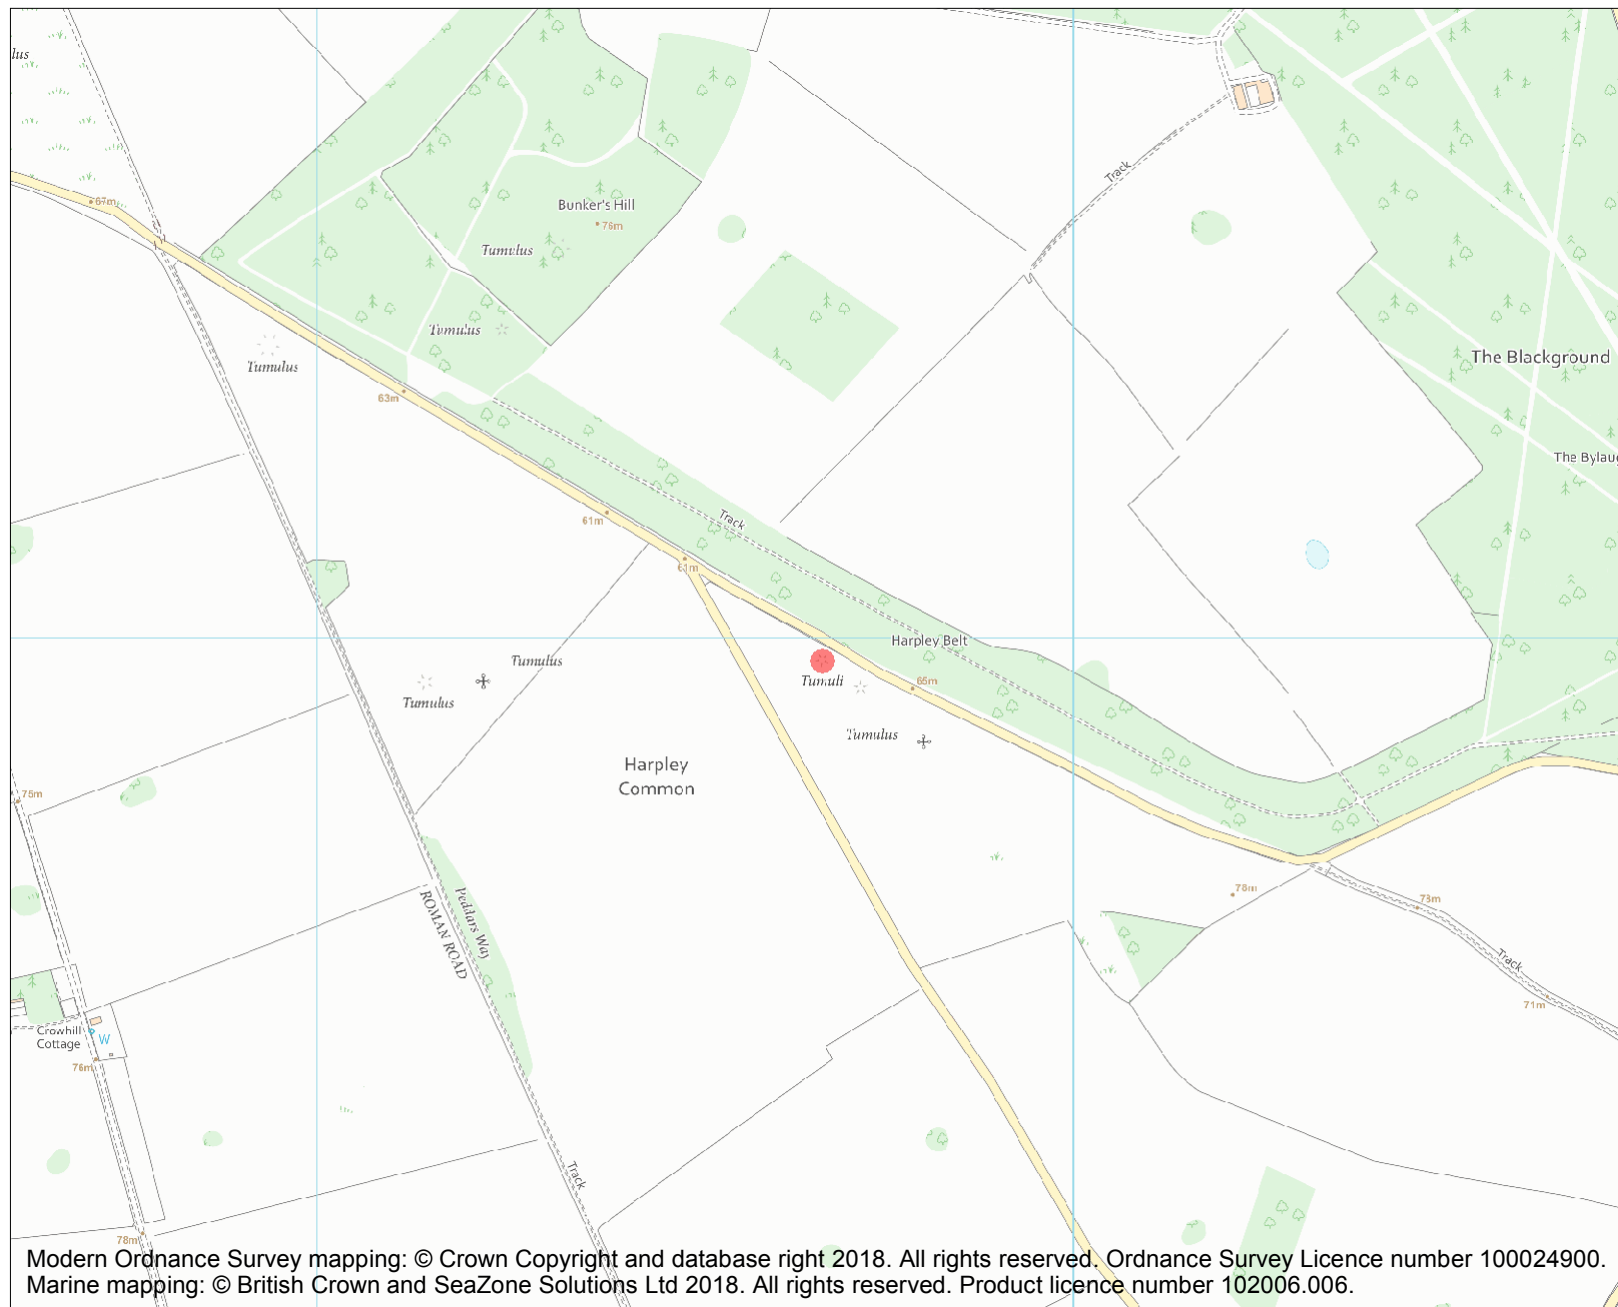 lus
Track
67m
Bunker's Hill
76m
Tumulus
Tumulus
Tumulus
The Blackground
63m
The Bylaug
61m
Track
61m
Harpley Belt
Tumulus
Tumulus
Tumuli
65m
Tumulus
Harpley
Common
75m
78m
73m
Peddars Way
ROMAN ROAD
Track
71m
Crowhill
Cottage
W
76m
Track
78m
Modern Ordnance Survey mapping: © Crown Copyright and database right 2018. All rights reserved. Ordnance Survey Licence number 100024900.
Marine mapping: © British Crown and SeaZone Solutions Ltd 2018. All rights reserved. Product licence number 102006.006.